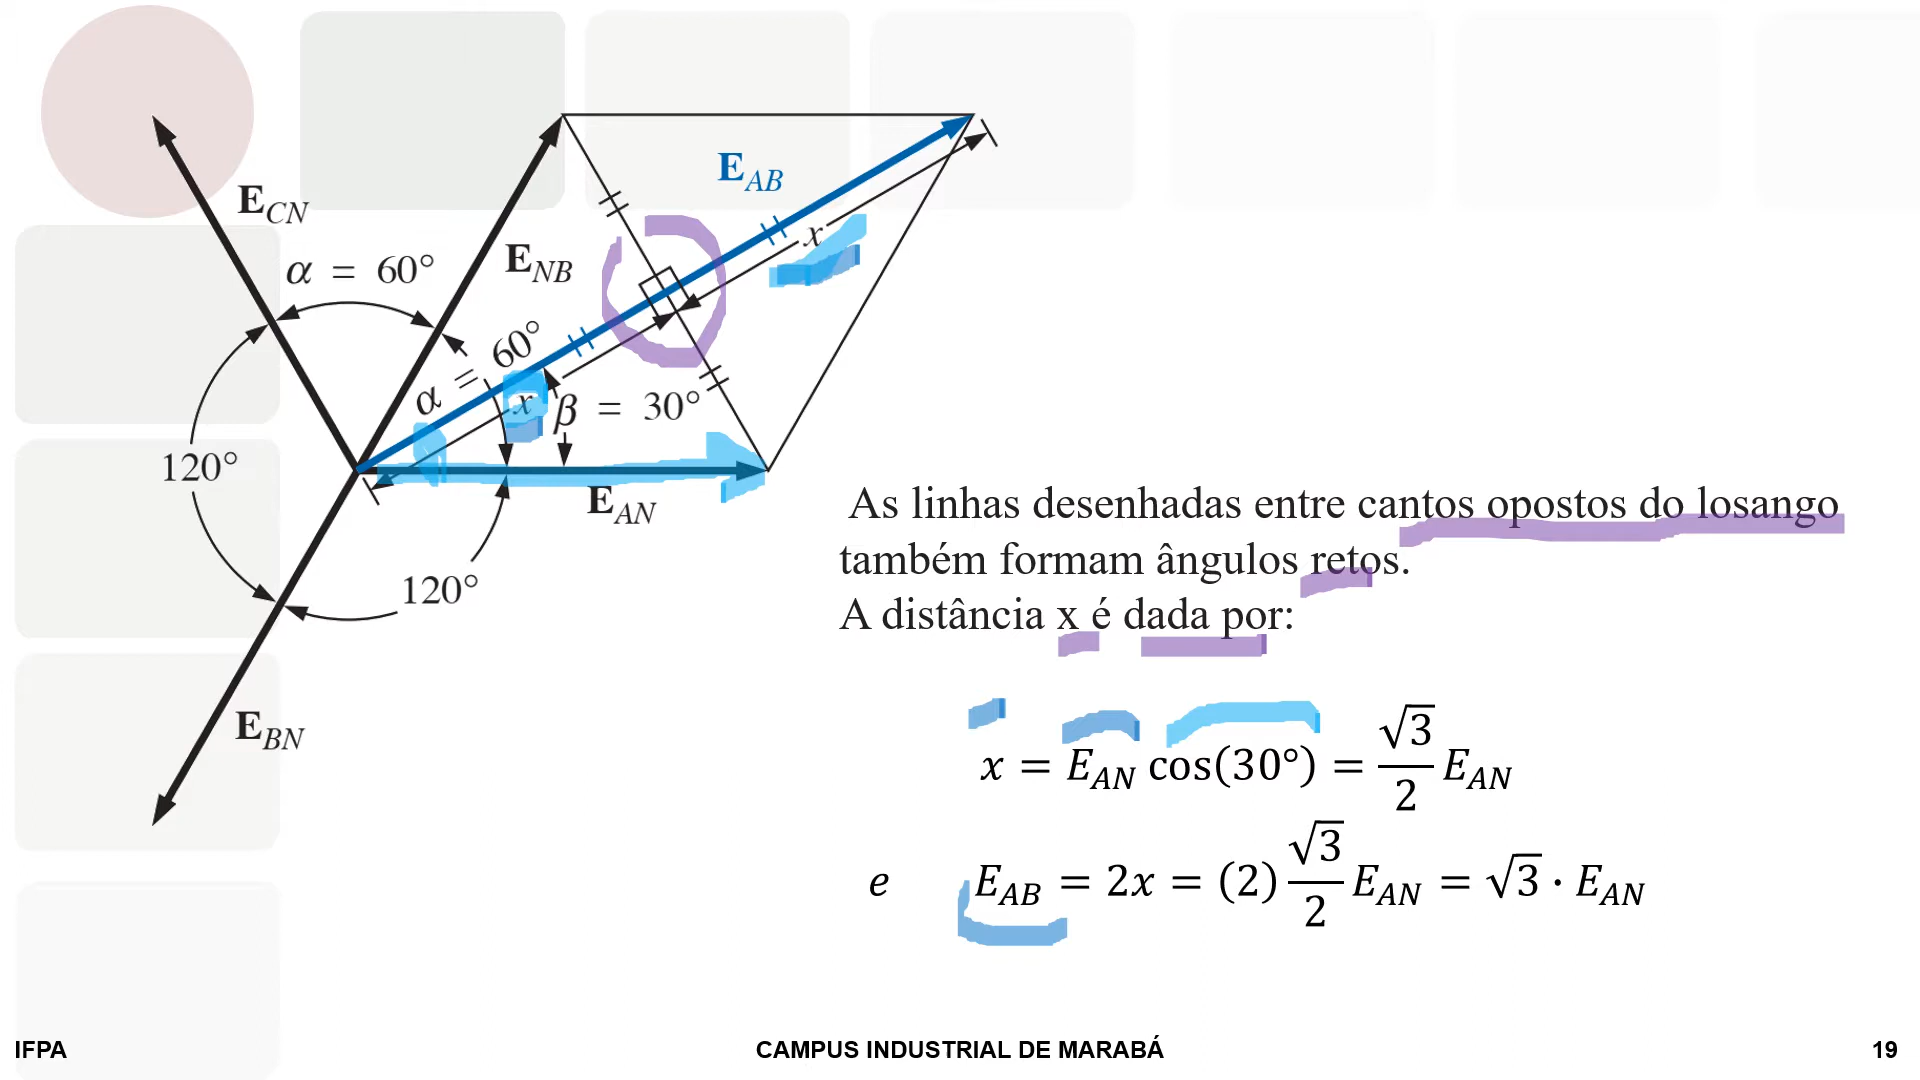 E_CN
α = 60°
E_NB
E_AB
x
α = 60°
x
β = 30°
E_AN
120°
120°
E_BN
As linhas desenhadas entre cantos opostos do losango
também formam ângulos retos.
A distância x é dada por:
x = E_AN cos(30°) = √3/2 E_AN
e E_AB = 2x = (2) √3/2 E_AN = √3 · E_AN
IFPA
CAMPUS INDUSTRIAL DE MARABÁ
19